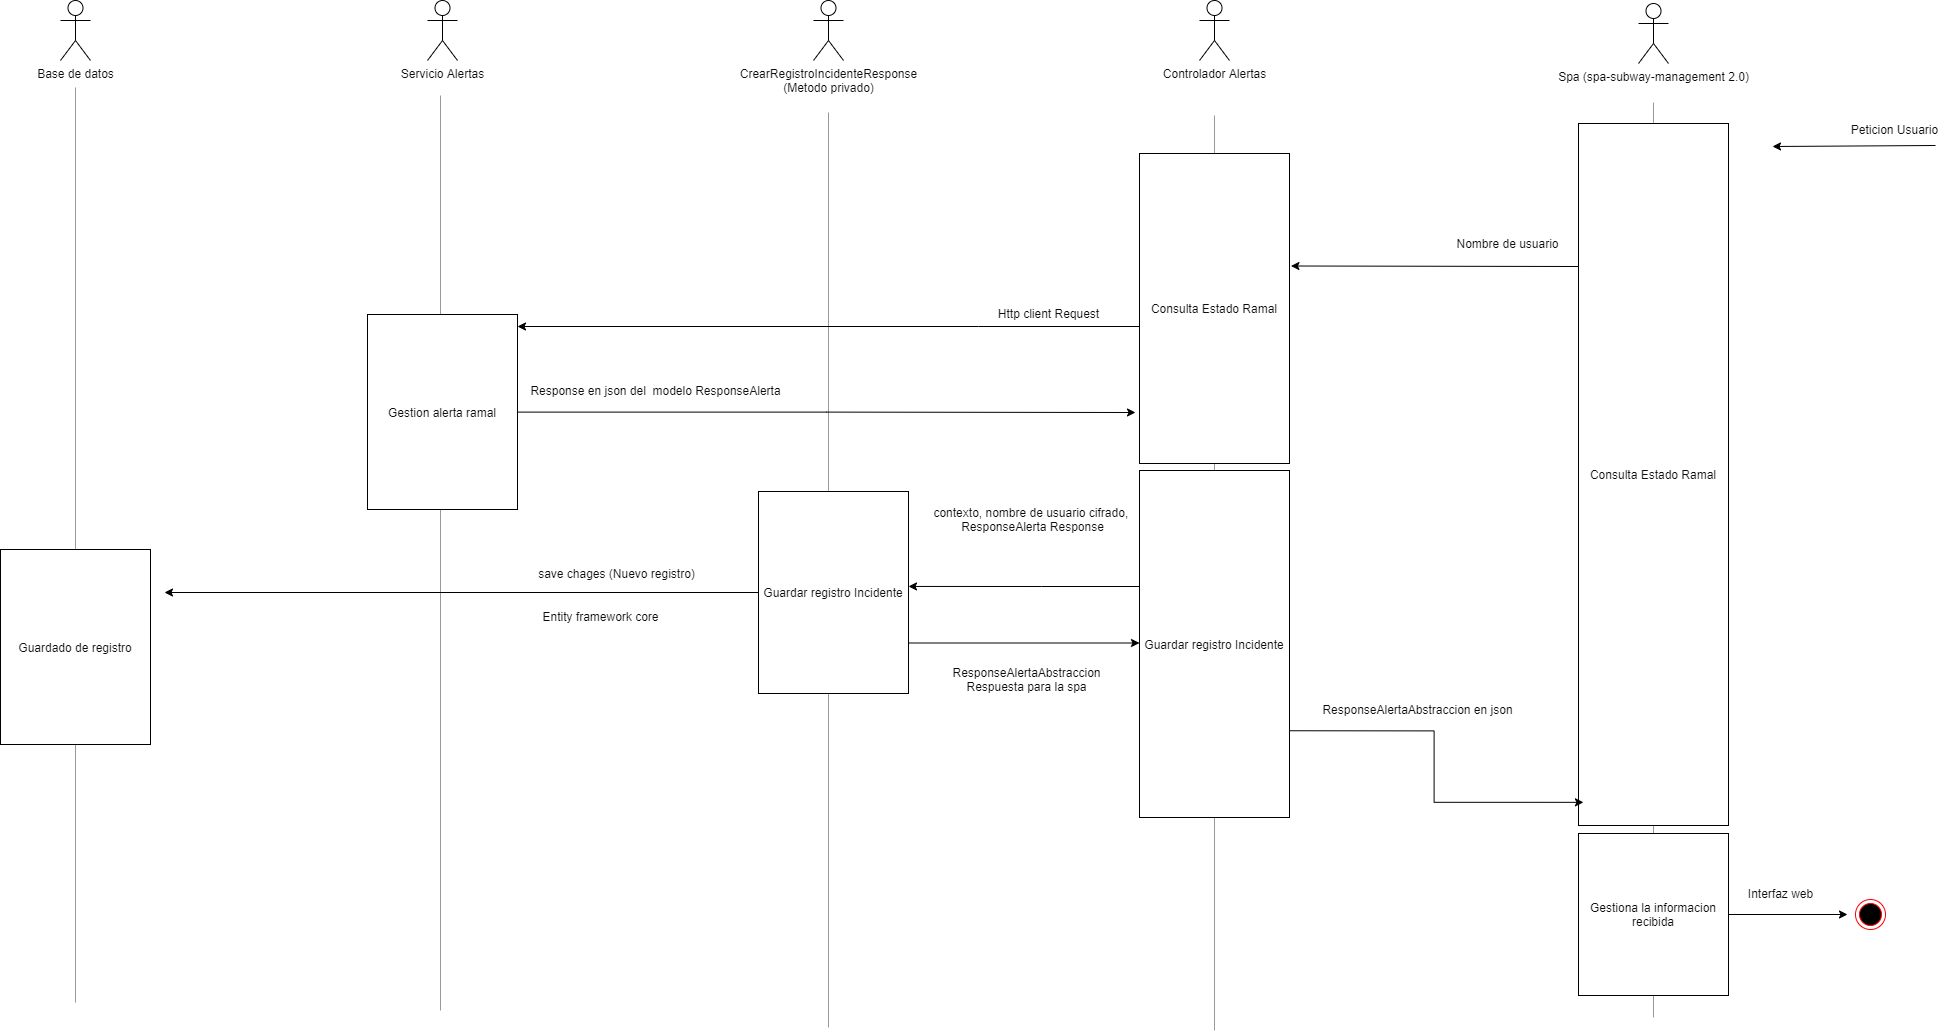 Base de datos
Servicio Alertas
CrearRegistroIncidenteResponse
(Metodo privado)
Controlador Alertas
Spa (spa-subway-management 2.0)
Peticion Usuario
Nombre de usuario
Consulta Estado Ramal
Http client Request
Response en json del  modelo ResponseAlerta
Gestion alerta ramal
Consulta Estado Ramal
contexto, nombre de usuario cifrado,
ResponseAlerta Response
save chages (Nuevo registro)
Guardar registro Incidente
Entity framework core
Guardado de registro
Guardar registro Incidente
ResponseAlertaAbstraccion
Respuesta para la spa
ResponseAlertaAbstraccion en json
Interfaz web
Gestiona la informacion
recibida